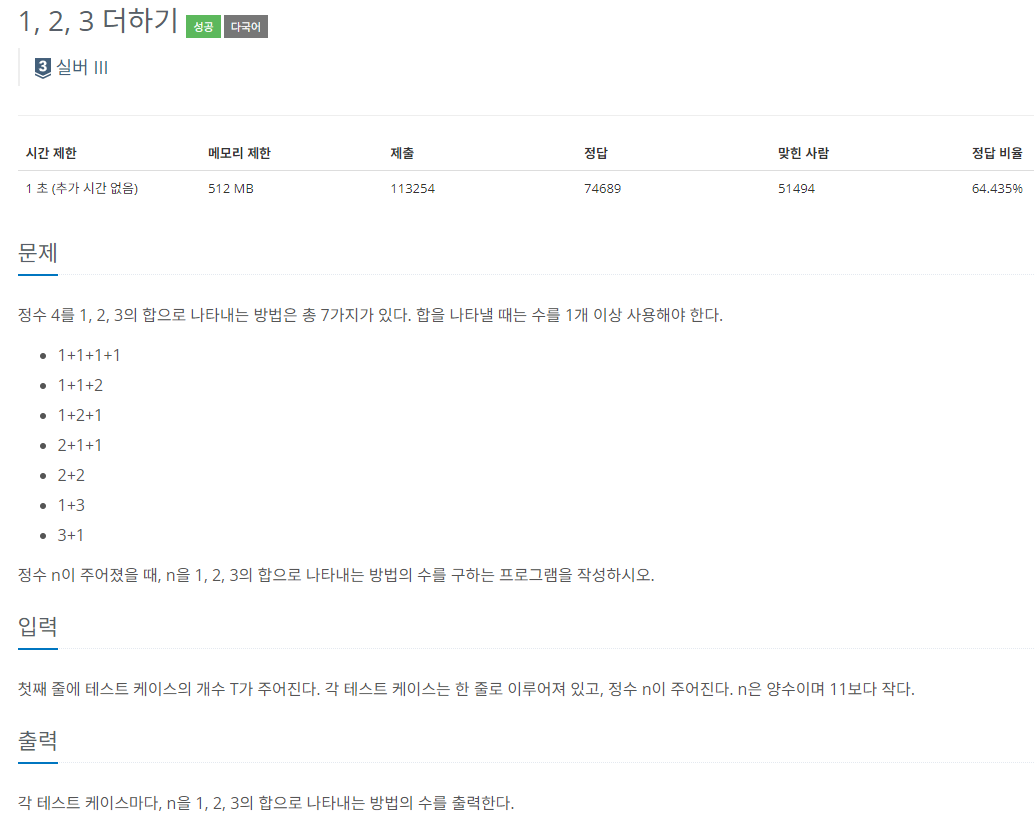 1, 2, 3 더하기 성공 다국어
3 실버 III
시간 제한 메모리 제한 제출 정답 맞힌 사람 정답 비율
1 초 (추가 시간 없음) 512 MB 113254 74689 51494 64.435%
문제
정수 4를 1, 2, 3의 합으로 나타내는 방법은 총 7가지가 있다. 합을 나타낼 때는 수를 1개 이상 사용해야 한다.
• 1+1+1+1
• 1+1+2
• 1+2+1
• 2+1+1
• 2+2
• 1+3
• 3+1
정수 n이 주어졌을 때, n을 1, 2, 3의 합으로 나타내는 방법의 수를 구하는 프로그램을 작성하시오.
입력
첫째 줄에 테스트 케이스의 개수 T가 주어진다. 각 테스트 케이스는 한 줄로 이루어져 있고, 정수 n이 주어진다. n은 양수이며 11보다 작다.
출력
각 테스트 케이스마다, n을 1, 2, 3의 합으로 나타내는 방법의 수를 출력한다.